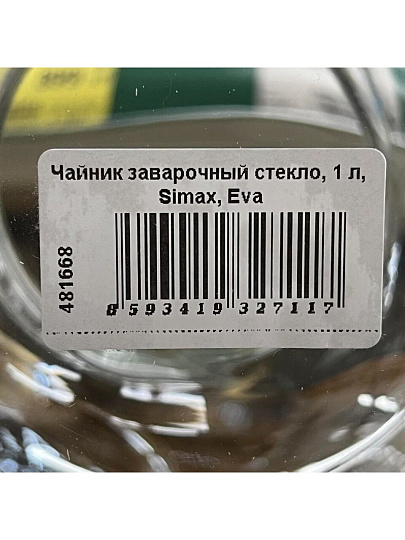 Чайник заварочный стекло, 1 л,
Simax, Eva
481668
8 593419 327117